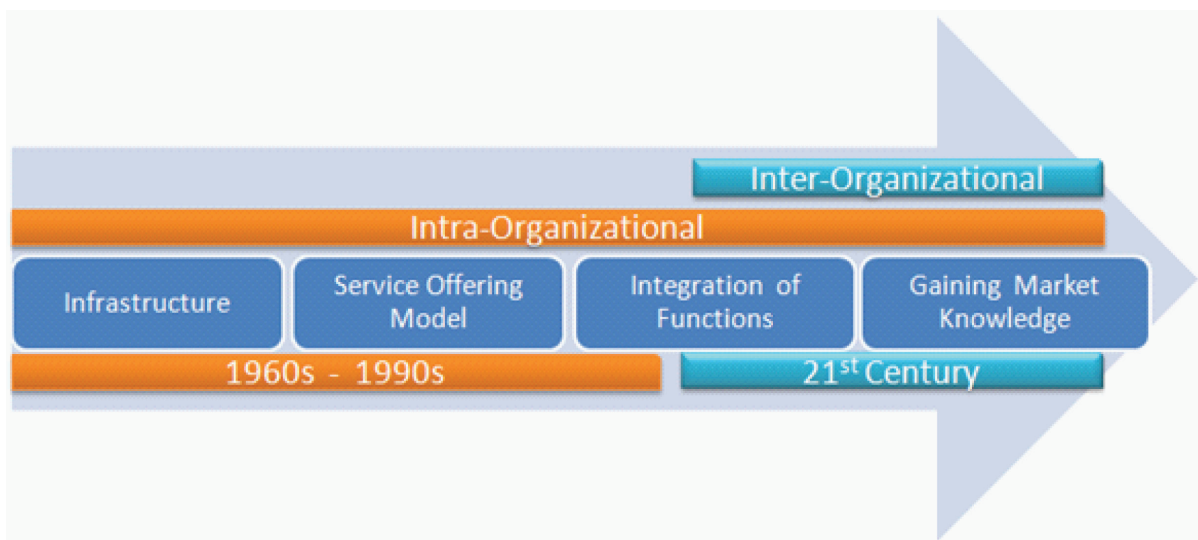 Inter-Organizational
Intra-Organizational
Infrastructure
Service Offering
Model
Integration of
Functions
Gaining Market
Knowledge
1960s - 1990s
21st Century